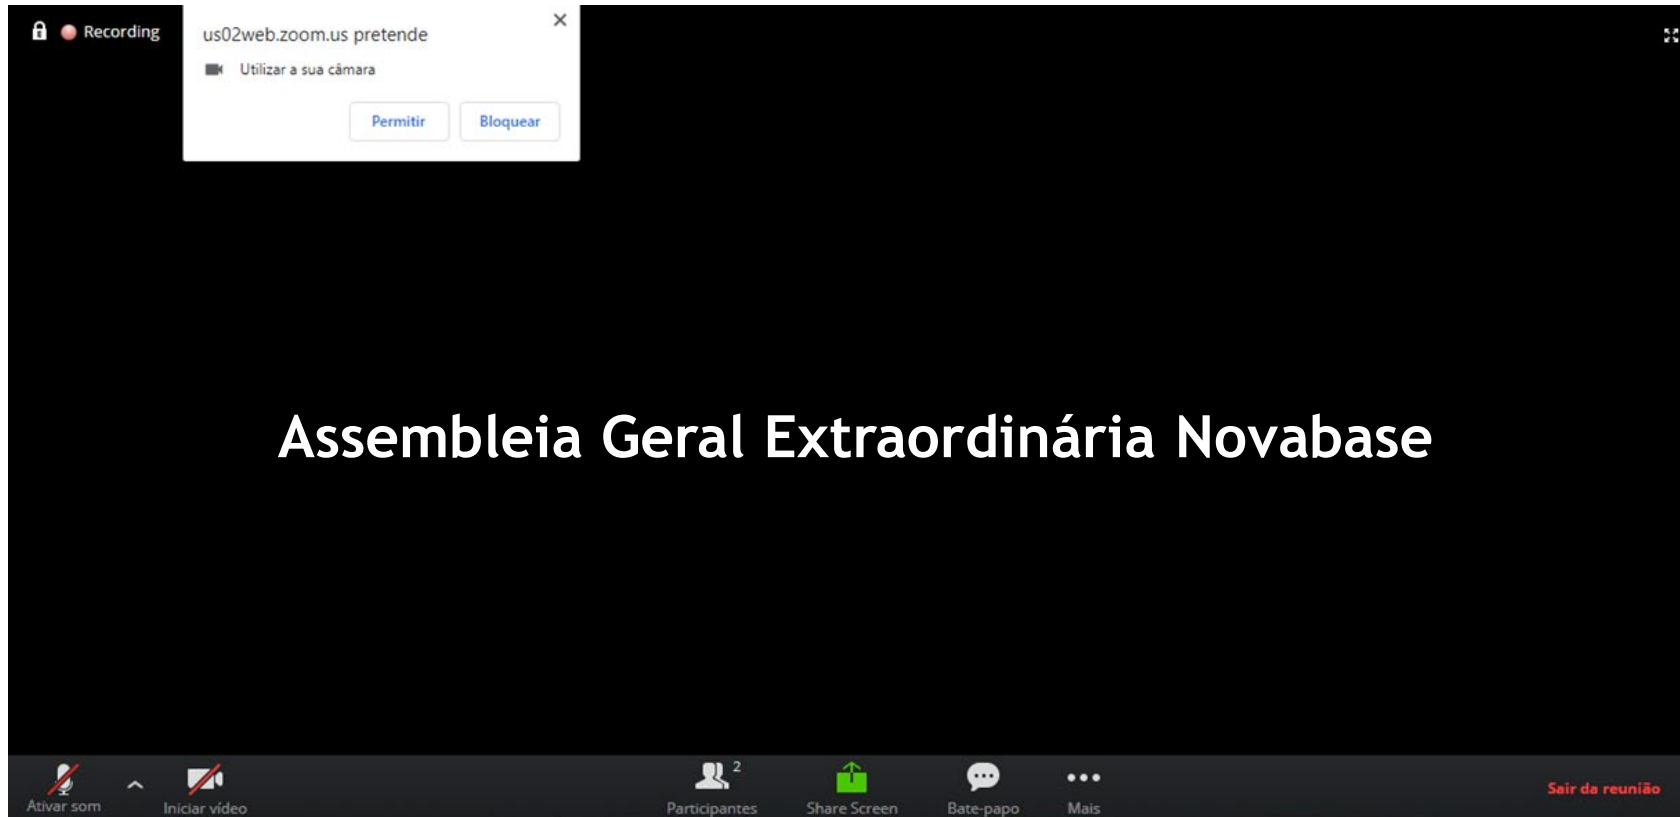 Recording
us02web.zoom.us pretende
Utilizar a sua câmara
Permitir Bloquear
Assembleia Geral Extraordinária Novabase
2
Ativar som Iniciar vídeo Participantes Share Screen Bate-papo Mais Sair da reunião